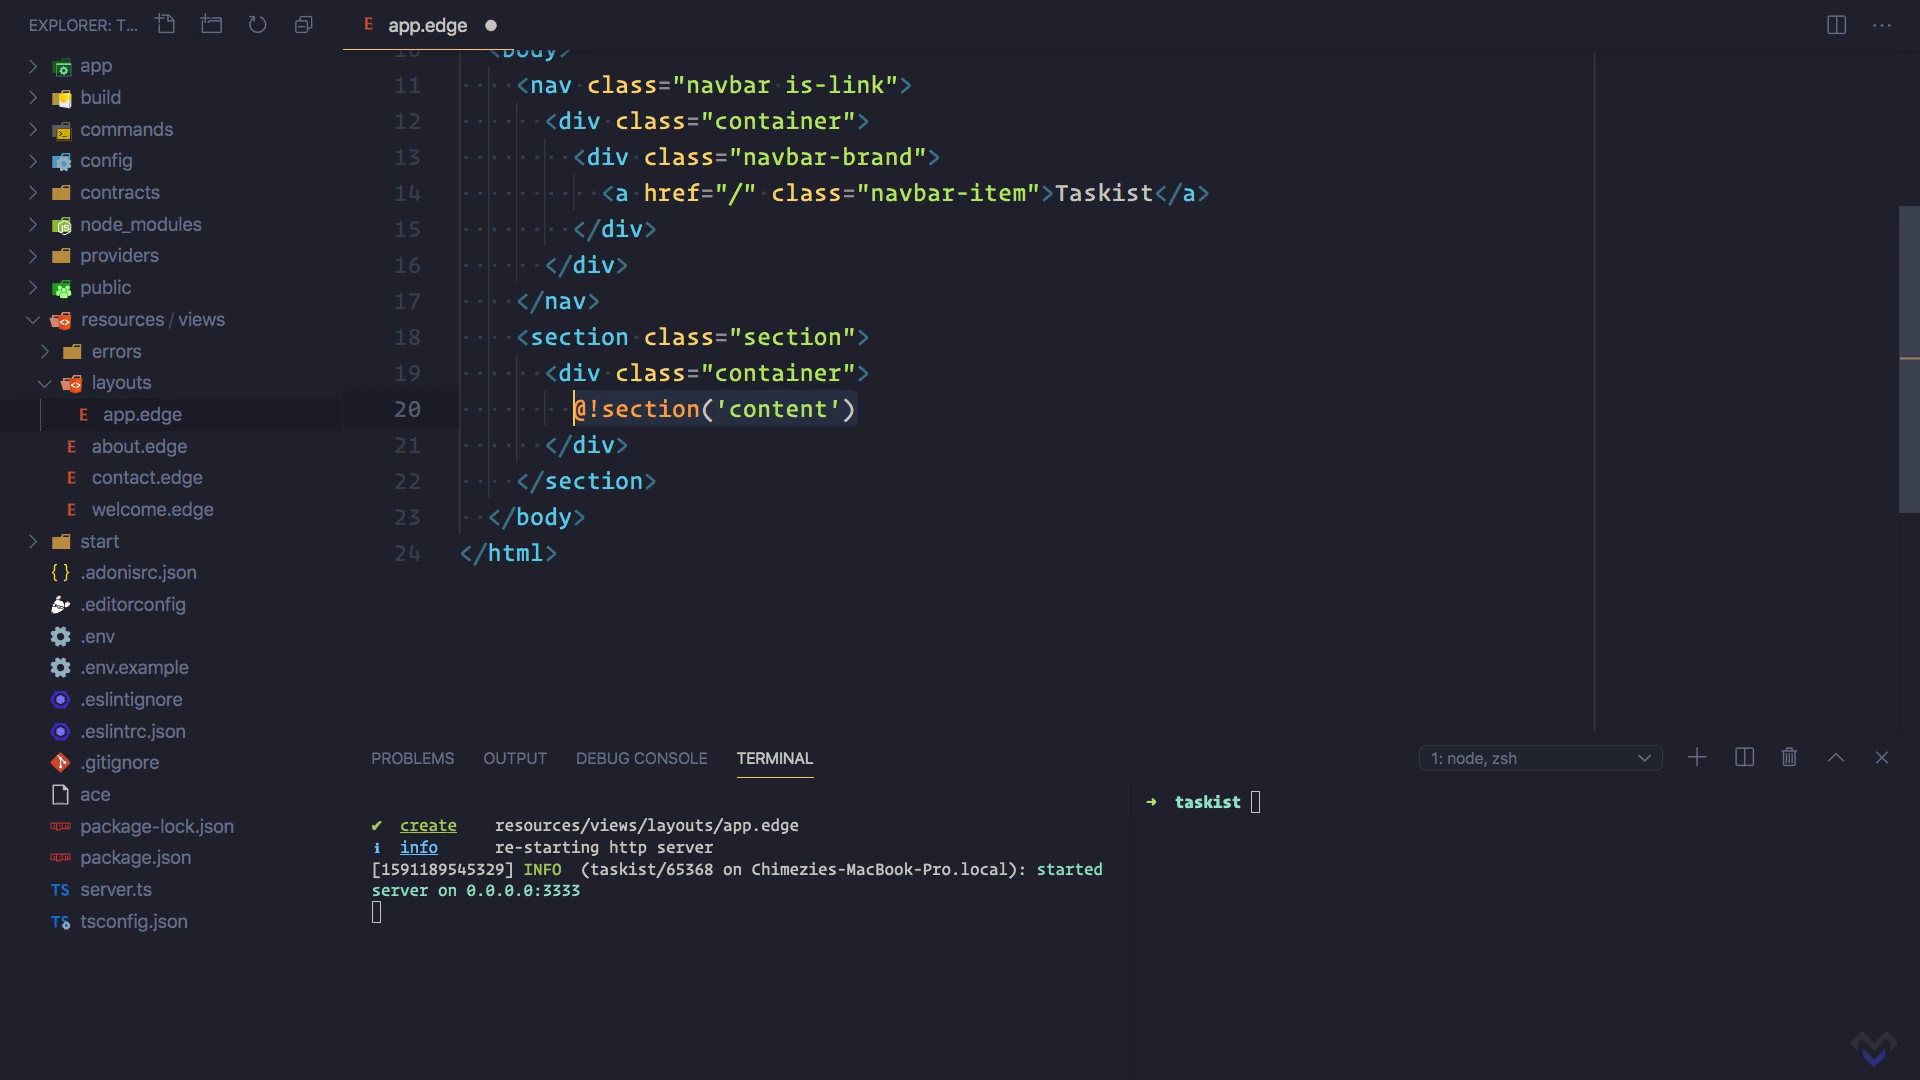 EXPLORER: T...
app
build
commands
config
contracts
node_modules
providers
public
resources / views
errors
layouts
E app.edge
E about.edge
E contact.edge
E welcome.edge
start
{ } .adonisrc.json
.editorconfig
.env
.env.example
.eslintignore
.eslintrc.json
.gitignore
ace
package-lock.json
package.json
TS server.ts
TS tsconfig.json
E app.edge
10 <body>
11 <nav class="navbar is-link">
12 <div class="container">
13 <div class="navbar-brand">
14 <a href="/" class="navbar-item">Taskist</a>
15 </div>
16 </div>
17 </nav>
18 <section class="section">
19 <div class="container">
20 @!section('content')
21 </div>
22 </section>
23 </body>
24 </html>
PROBLEMS OUTPUT DEBUG CONSOLE TERMINAL
1: node, zsh
✔ create resources/views/layouts/app.edge
ℹ info re-starting http server
[1591189545329] INFO (taskist/65368 on Chimezies-MacBook-Pro.local): started
server on 0.0.0.0:3333
➜ taskist